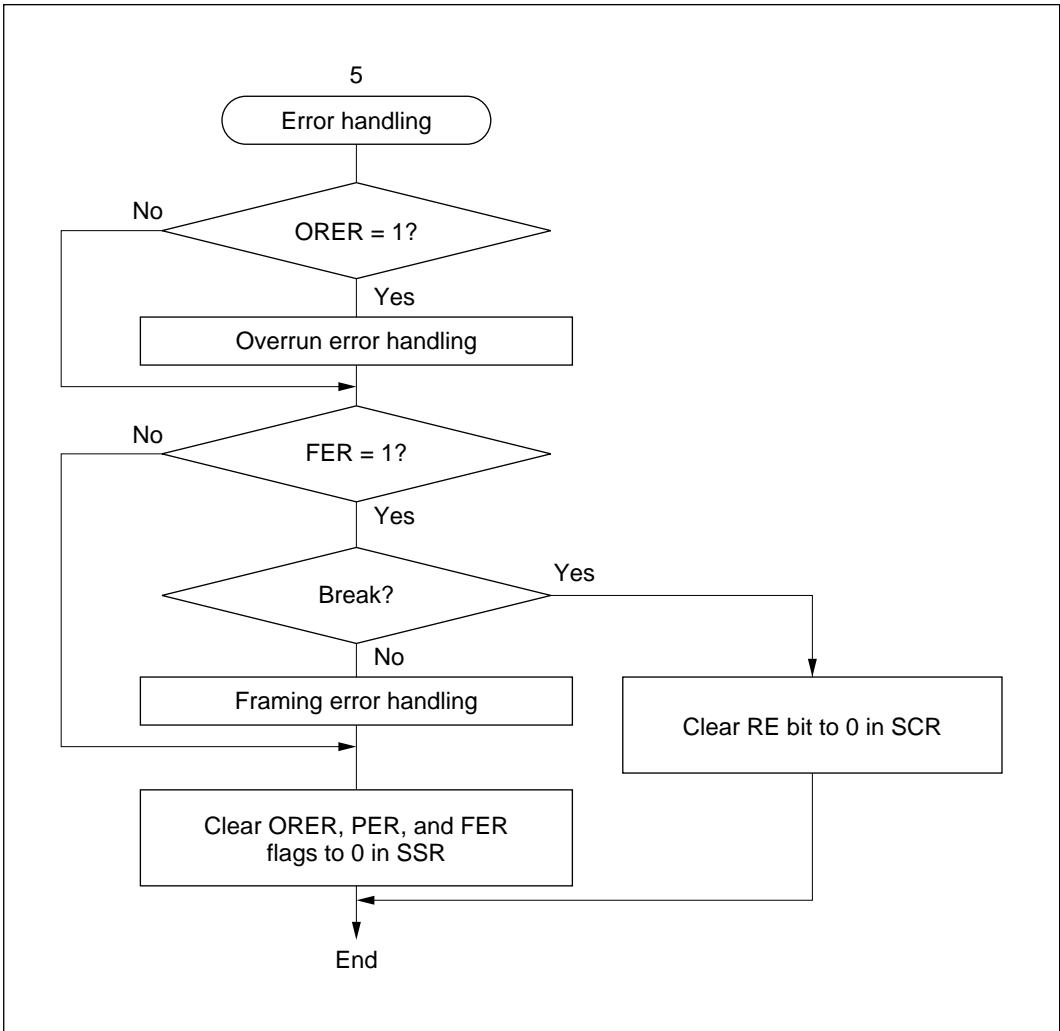 5
Error handling
No
ORER = 1?
Yes
Overrun error handling
No
FER = 1?
Yes
Break?
Yes
No
Framing error handling
Clear RE bit to 0 in SCR
Clear ORER, PER, and FER
flags to 0 in SSR
End